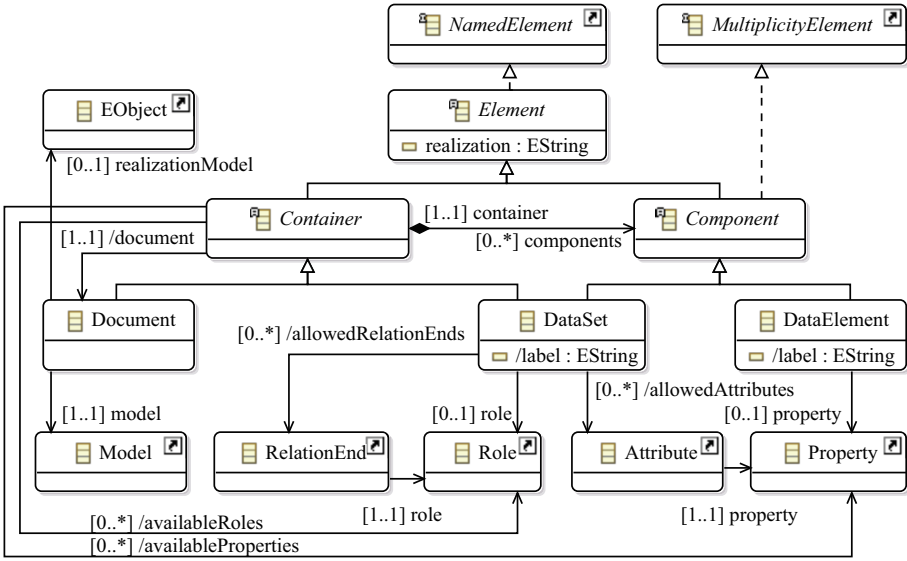 NamedElement
MultiplicityElement
EObject
Element
realization : EString
[0..1] realizationModel
Container
[1..1] container
Component
[1..1] /document
[0..*] components
Document
DataSet
DataElement
[0..*] /allowedRelationEnds
/label : EString
/label : EString
[0..*] /allowedAttributes
[1..1] model
[0..1] role
[0..1] property
Model
RelationEnd
Role
Attribute
Property
[1..1] role
[1..1] property
[0..*] /availableRoles
[0..*] /availableProperties